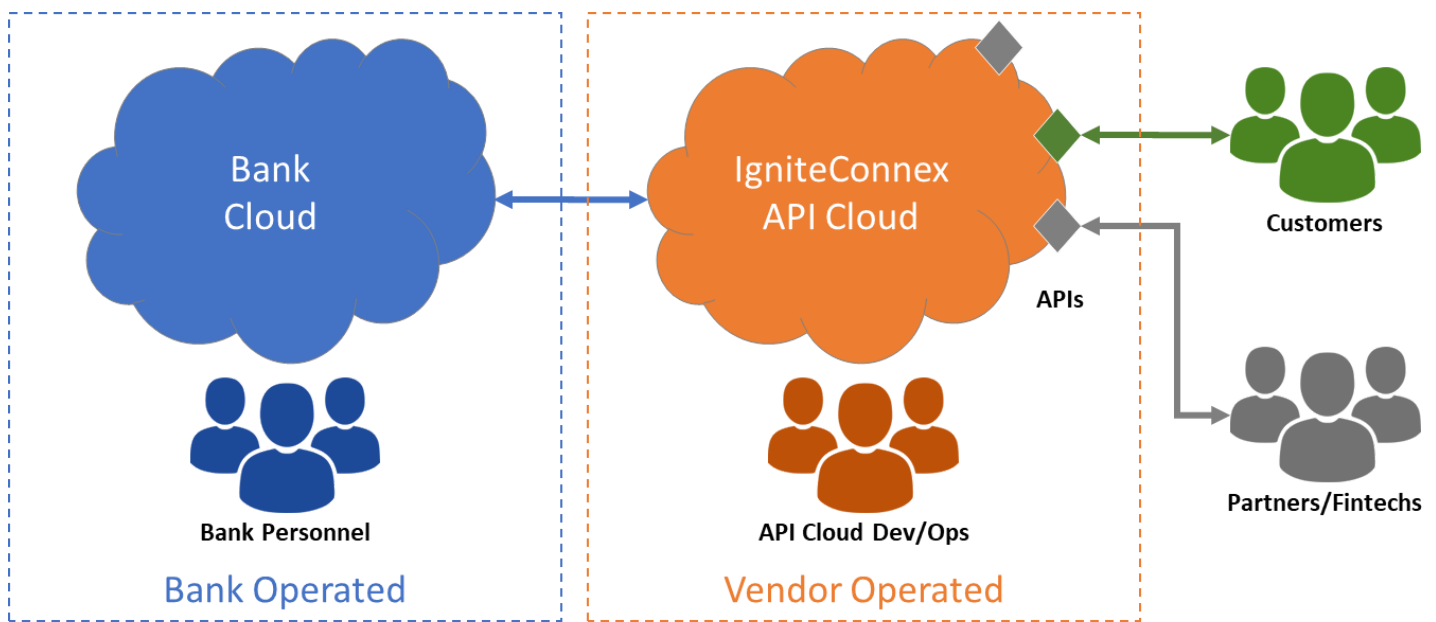 Bank
Cloud
IgniteConnex
API Cloud
APIs
Customers
Partners/Fintechs
Bank Personnel
API Cloud Dev/Ops
Bank Operated
Vendor Operated